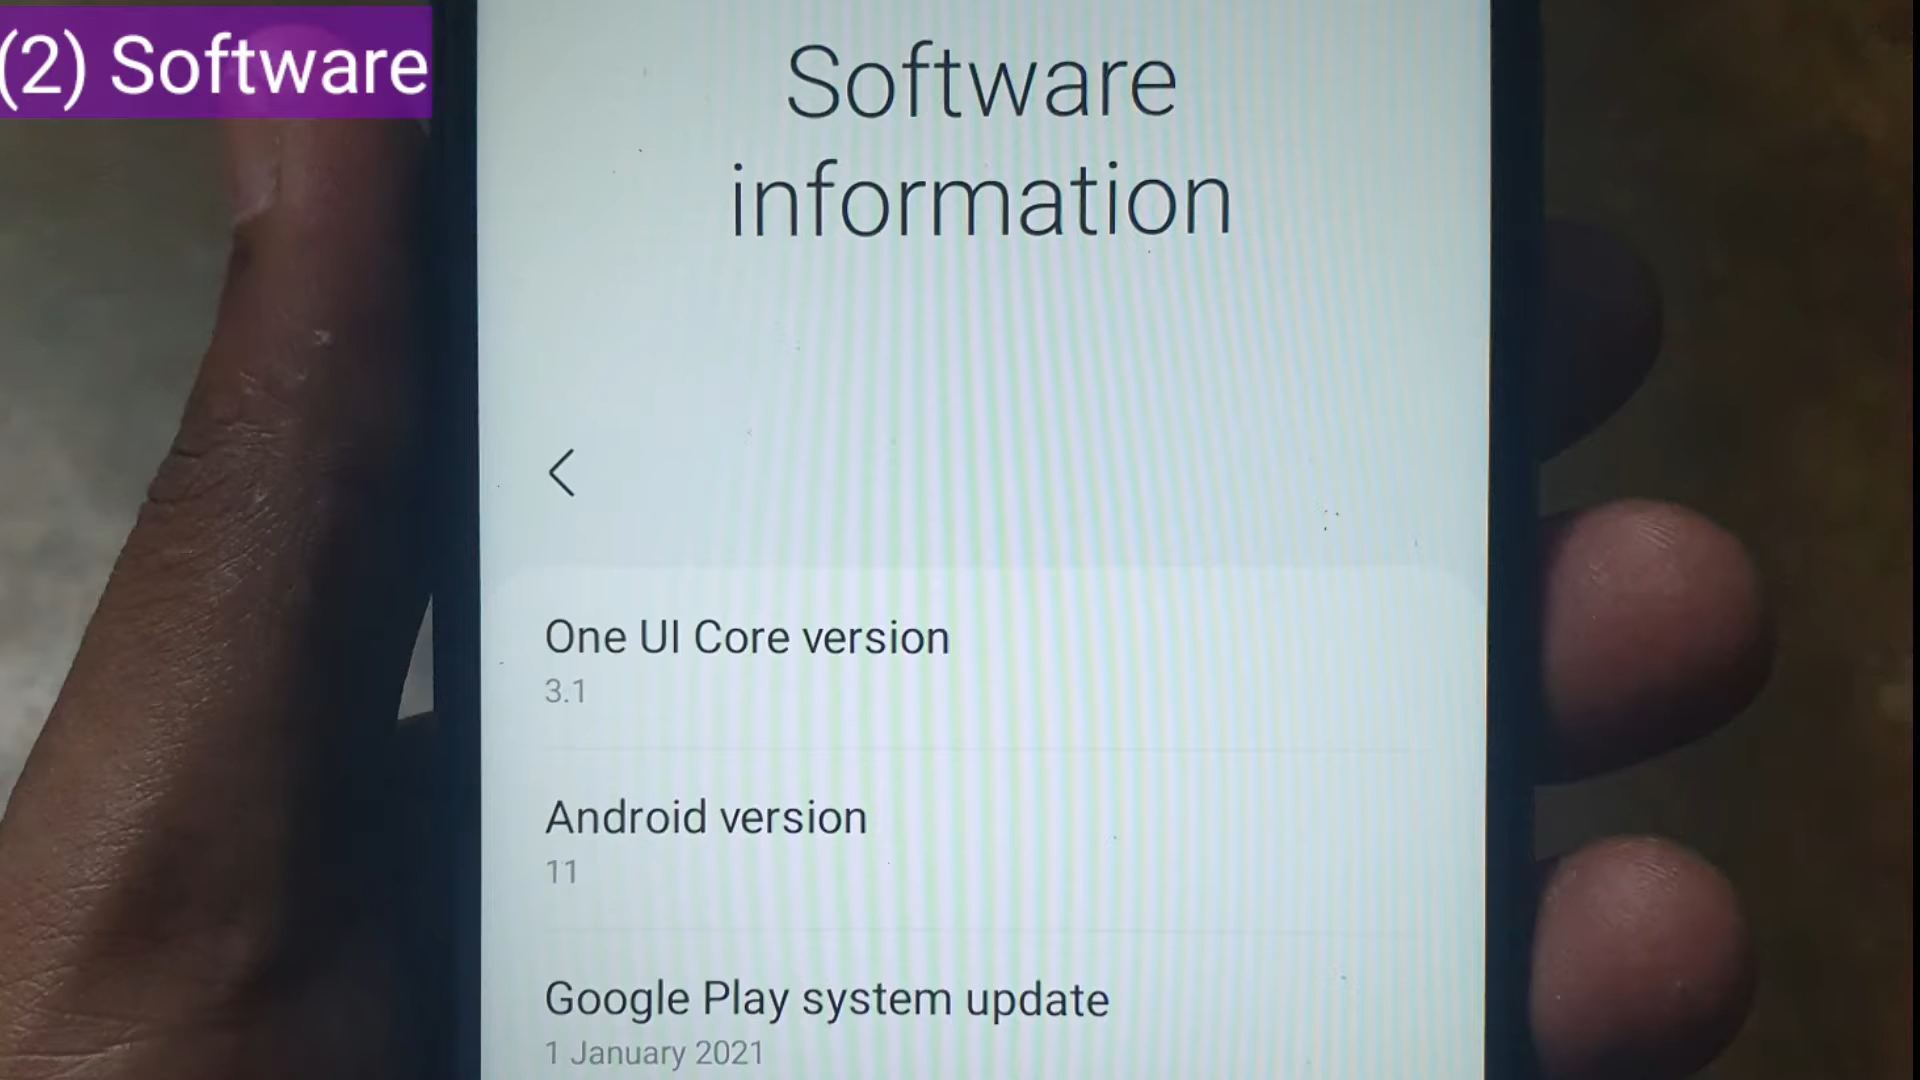 (2) Software
Software
information
One UI Core version
3.1
Android version
11
Google Play system update
1 January 2021